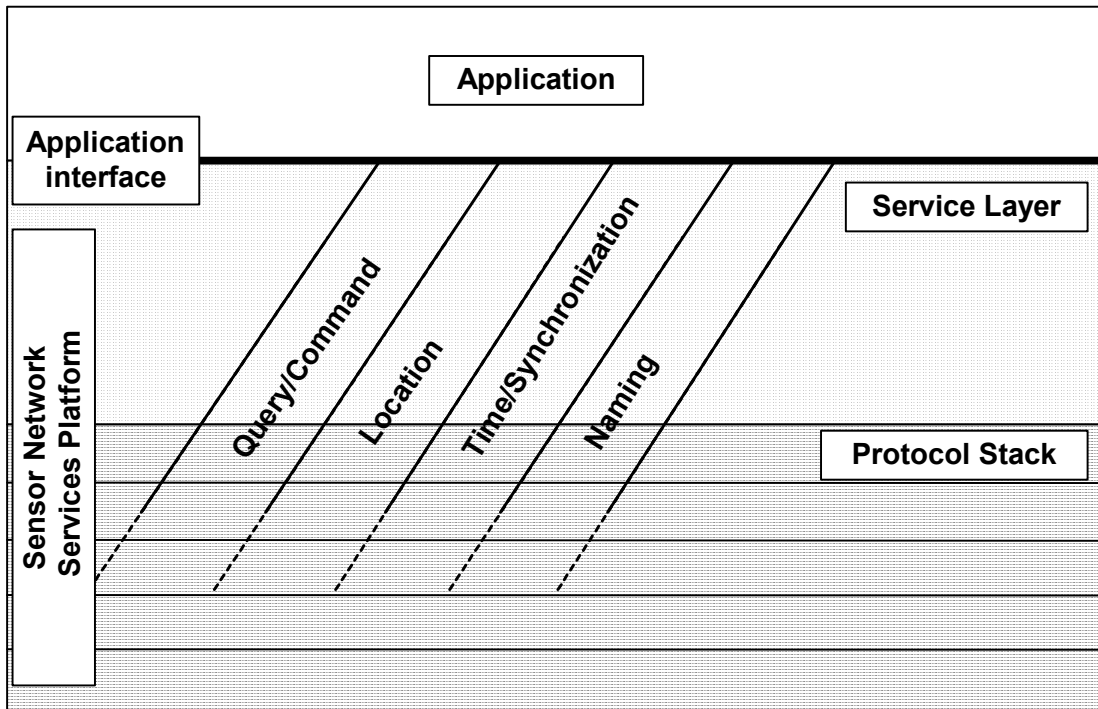 Application
Application
interface
Service Layer
Query/Command
Location
Time/Synchronization
Naming
Protocol Stack
Sensor Network
Services Platform